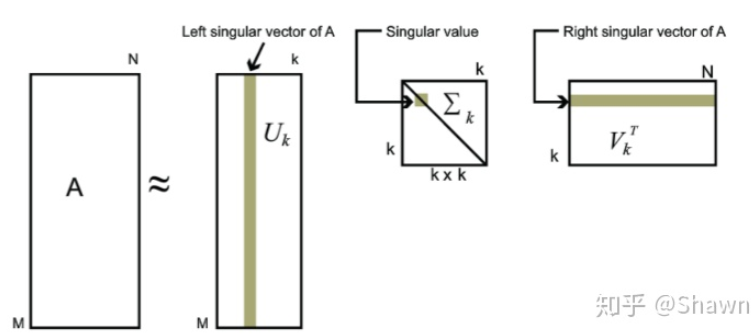 Left singular vector of A
Singular value
Right singular vector of A
N
k
k
N
A
≈
U_k
Σ_k
V_k^T
k
k
k x k
M
M
知乎 @Shawn